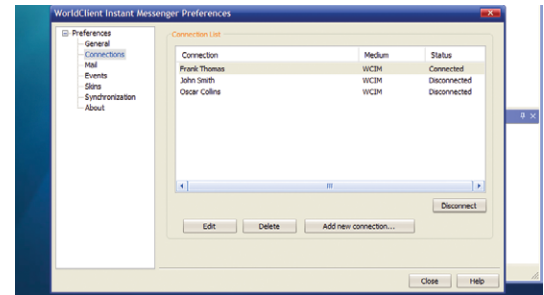 WorldClient Instant Messenger Preferences
Preferences
General
Connections
Mail
Events
Skins
Synchronization
About
Connection List
Connection Medium Status
Frank Thomas WCIM Connected
John Smith WCIM Disconnected
Oscar Collins WCIM Disconnected
Disconnect
Edit Delete Add new connection...
Close Help